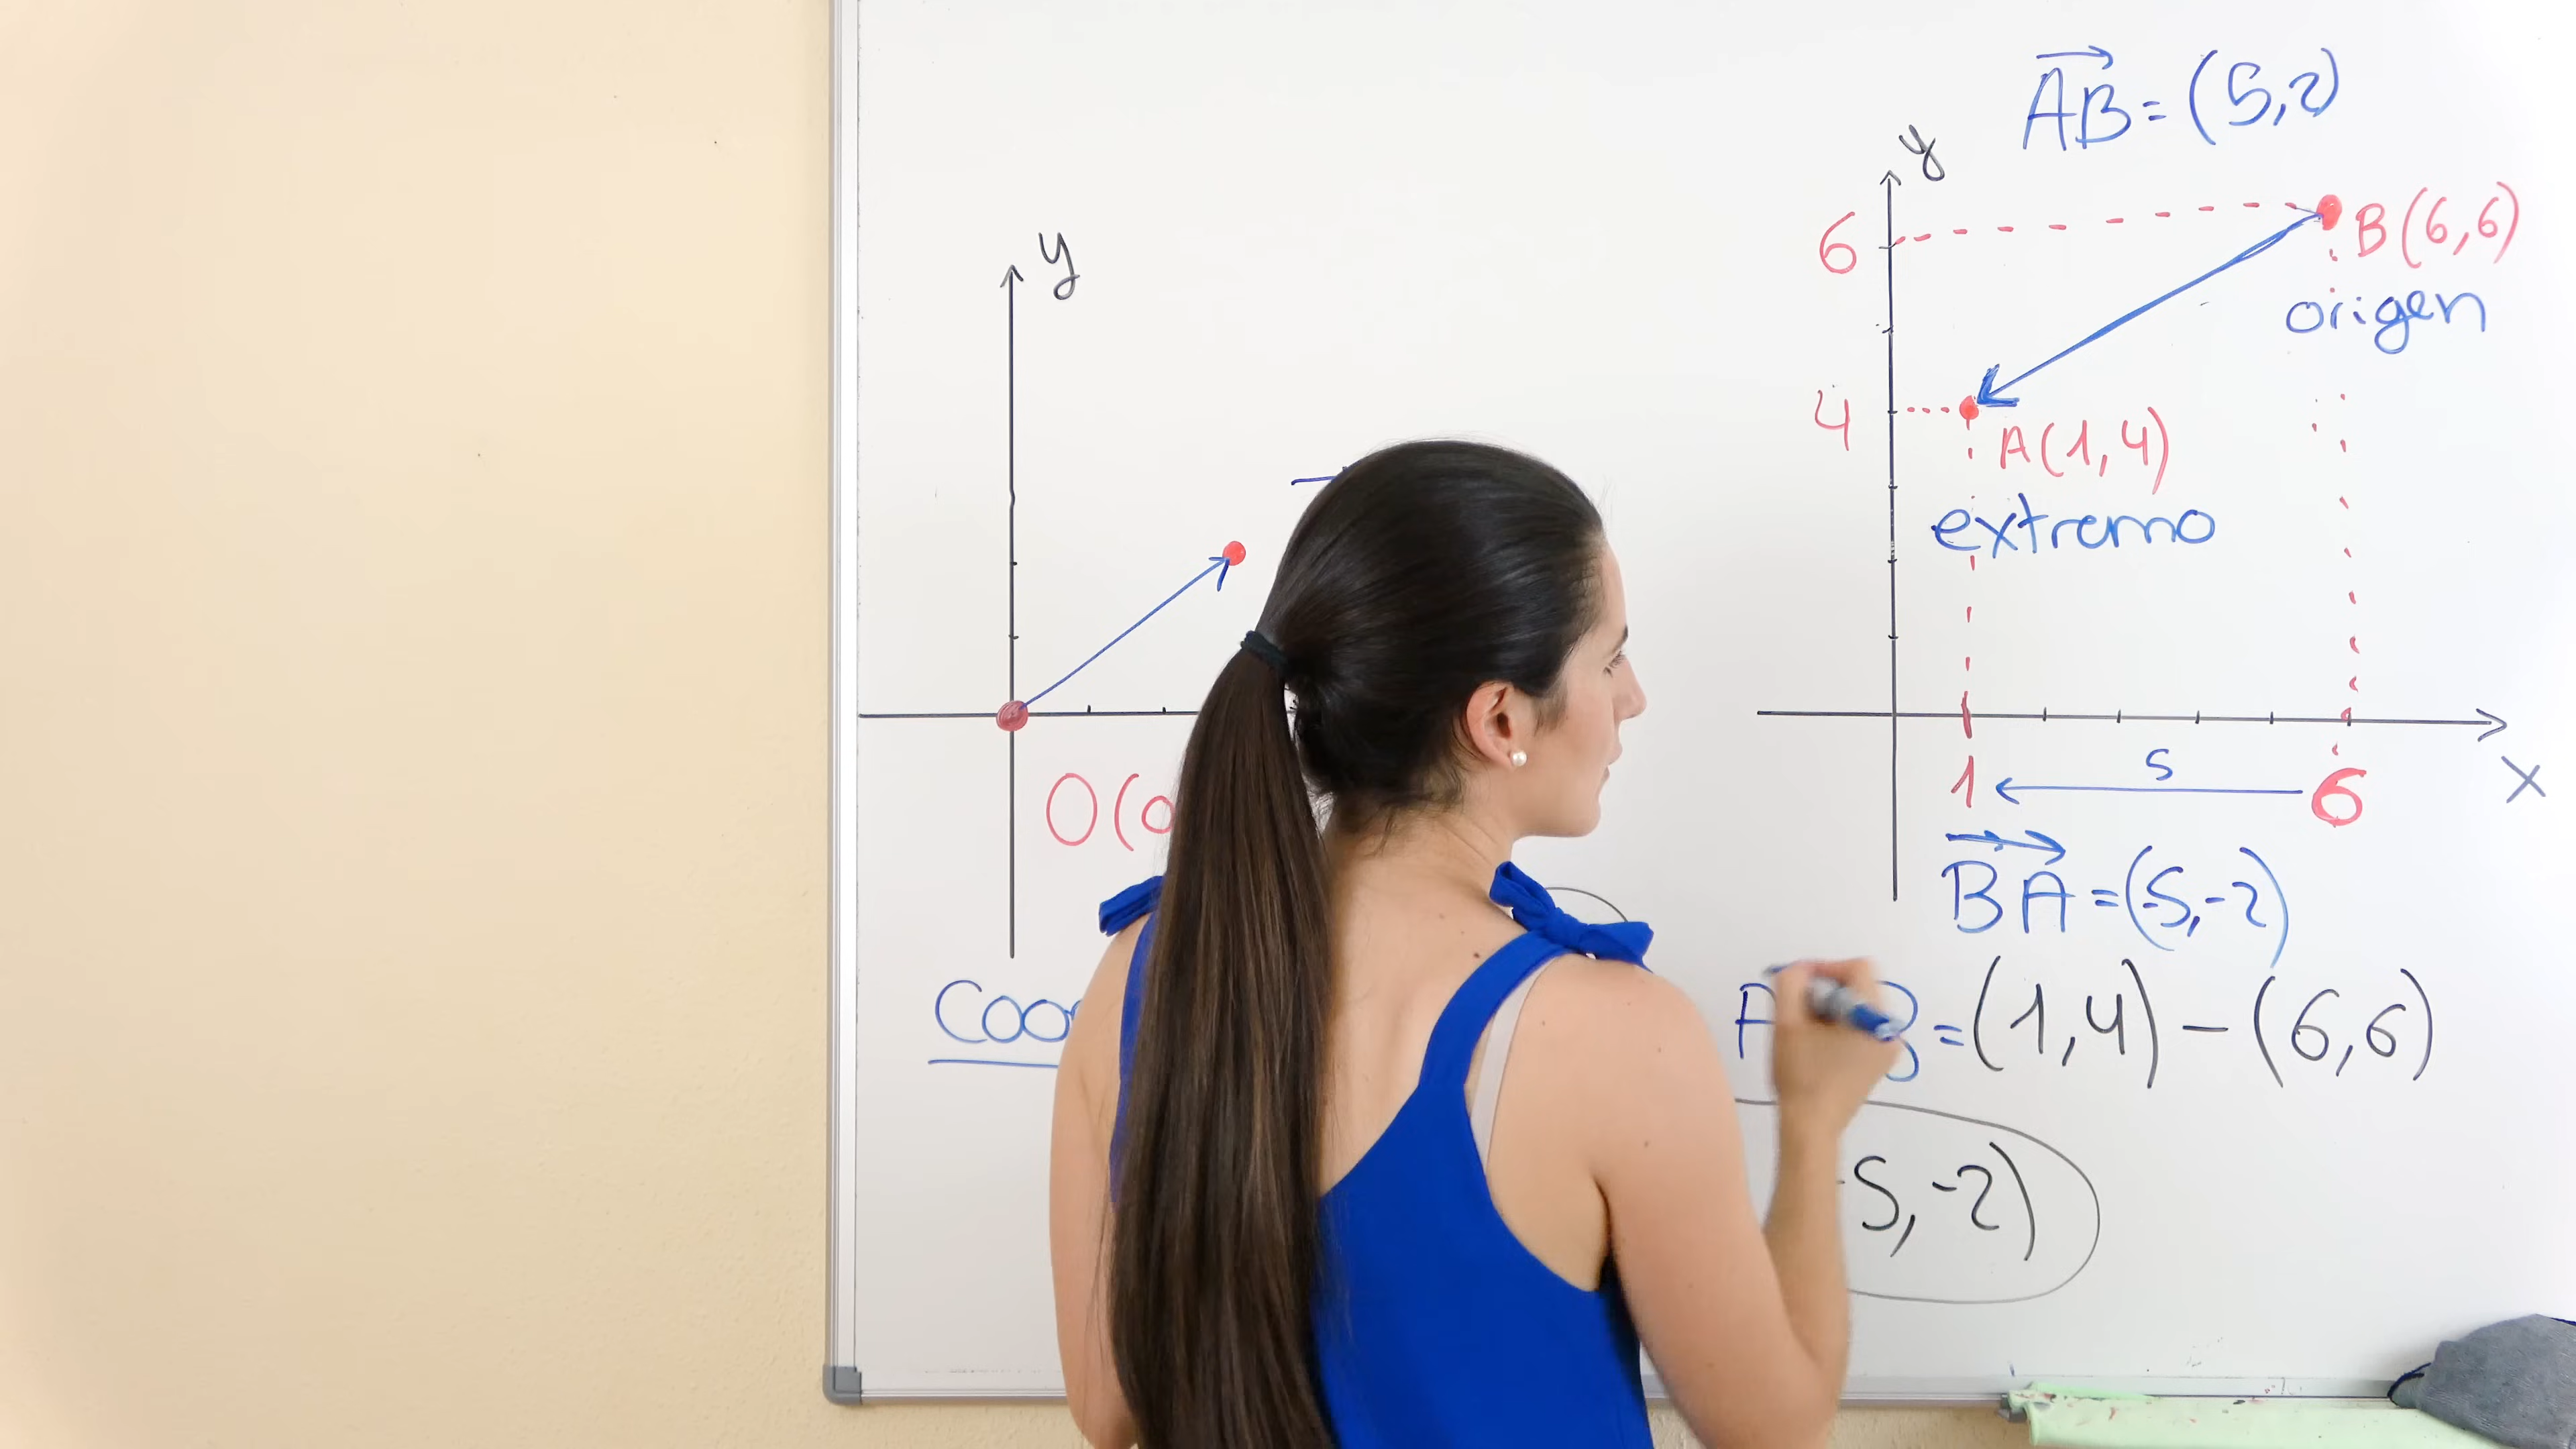 y
O(0
COO
AB = (5,2)
y
6
B(6,6)
origen
4
A(1,4)
extremo
5
1
6
x
BA = (-5,-2)
A B = (1,4) - (6,6)
-5,-2)